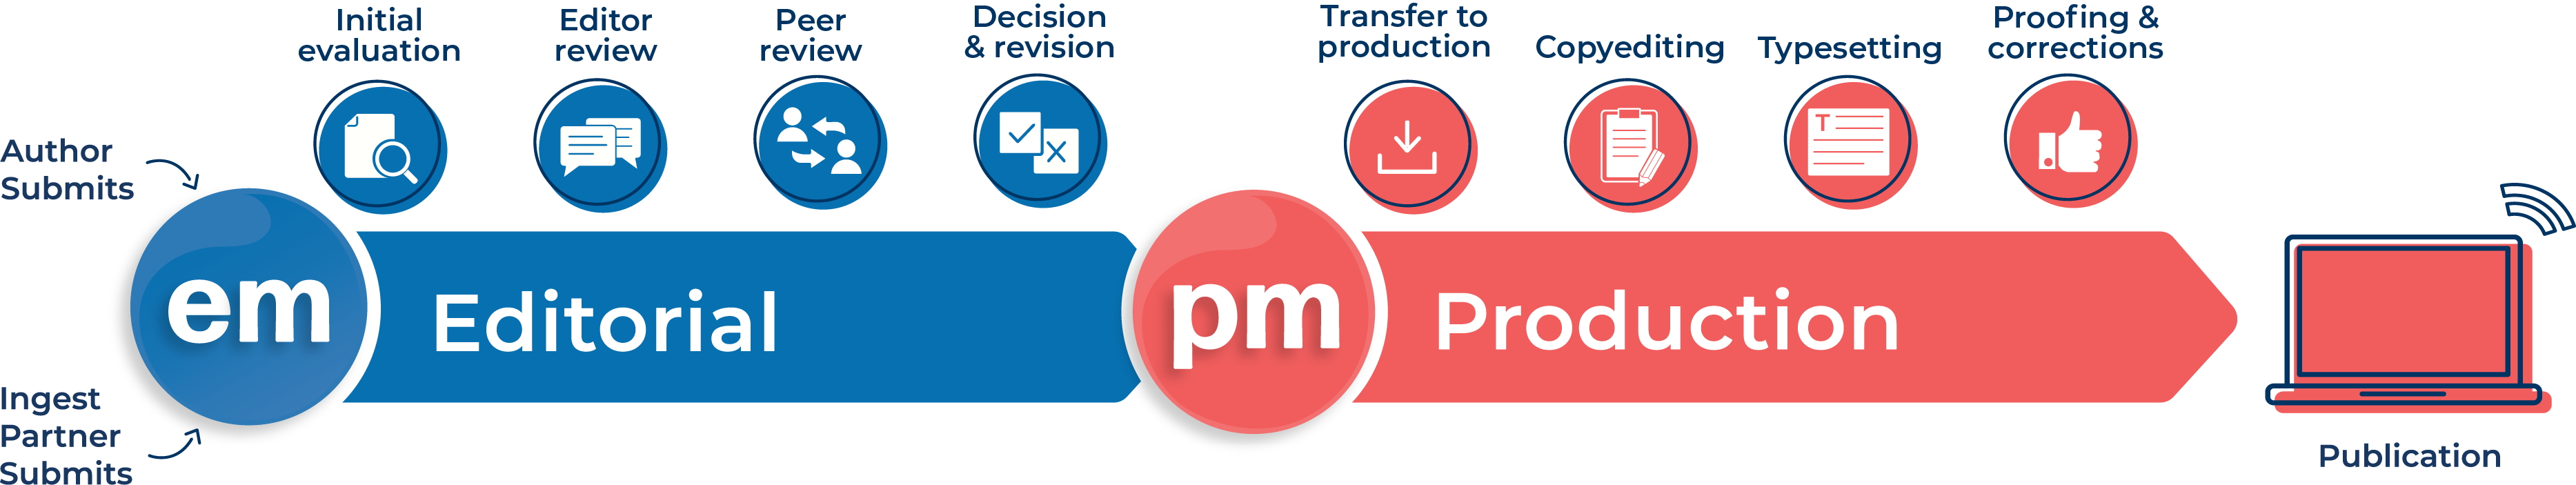 Author
Submits
Ingest
Partner
Submits
em
Editorial
Initial
evaluation
Editor
review
Peer
review
Decision
& revision
pm
Production
Transfer to
production
Copyediting
Typesetting
T
Proofing &
corrections
Publication